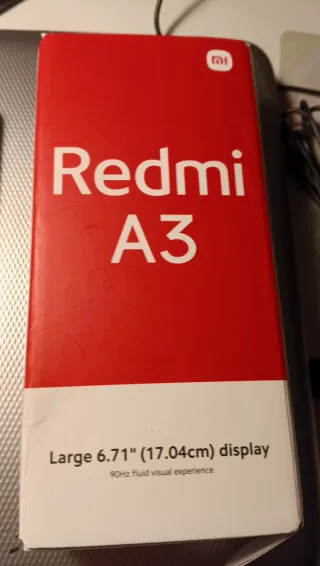 mi
Redmi
A3
Large 6.71" (17.04cm) display
90Hz fluid visual experience